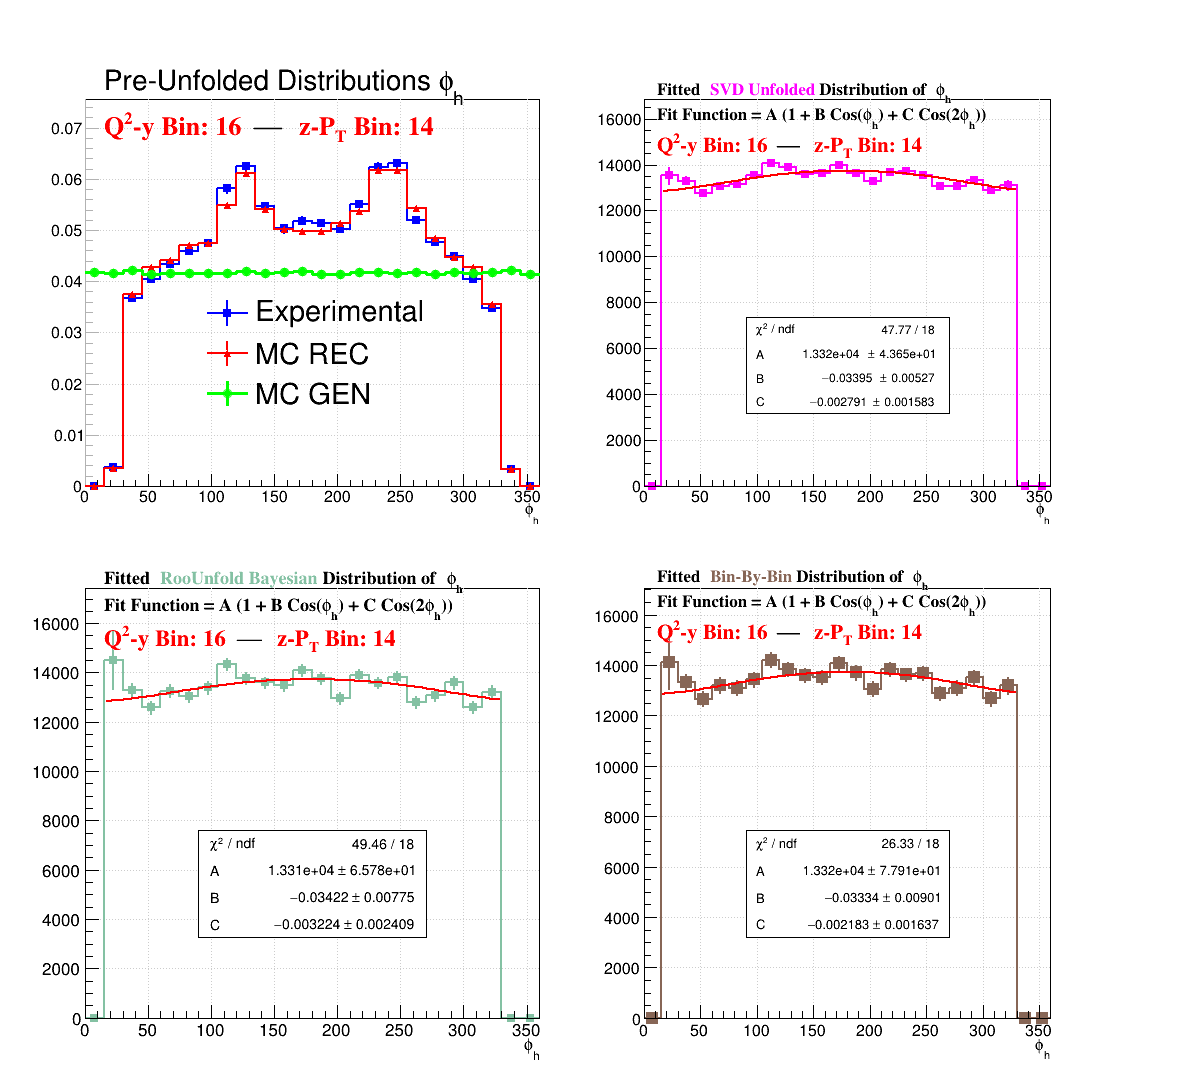 Pre-Unfolded Distributions ϕh
Q²-y Bin: 16 — z-PT Bin: 14
0.07
0.06
0.05
0.04
0.03
0.02
0.01
0
Experimental
MC REC
MC GEN
0 50 100 150 200 250 300 350
ϕh
Fitted SVD Unfolded Distribution of ϕh
Fit Function = A (1 + B Cos(ϕh) + C Cos(2ϕh))
Q²-y Bin: 16 — z-PT Bin: 14
16000
14000
12000
10000
8000
6000
4000
2000
0
χ² / ndf 47.77 / 18
A 1.332e+04 ± 4.365e+01
B −0.03395 ± 0.00527
C −0.002791 ± 0.001583
0 50 100 150 200 250 300 350
ϕh
Fitted RooUnfold Bayesian Distribution of ϕh
Fit Function = A (1 + B Cos(ϕh) + C Cos(2ϕh))
Q²-y Bin: 16 — z-PT Bin: 14
16000
14000
12000
10000
8000
6000
4000
2000
0
χ² / ndf 49.46 / 18
A 1.331e+04 ± 6.578e+01
B −0.03422 ± 0.00775
C −0.003224 ± 0.002409
0 50 100 150 200 250 300 350
ϕh
Fitted Bin-By-Bin Distribution of ϕh
Fit Function = A (1 + B Cos(ϕh) + C Cos(2ϕh))
Q²-y Bin: 16 — z-PT Bin: 14
16000
14000
12000
10000
8000
6000
4000
2000
0
χ² / ndf 26.33 / 18
A 1.332e+04 ± 7.791e+01
B −0.03334 ± 0.00901
C −0.002183 ± 0.001637
0 50 100 150 200 250 300 350
ϕh